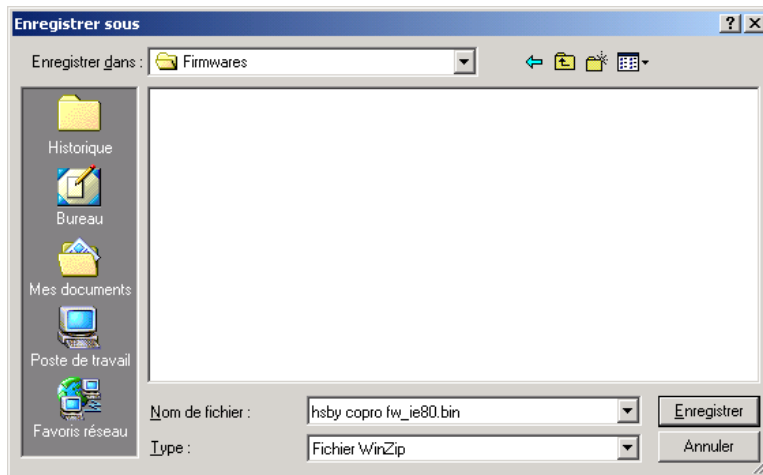 Enregistrer sous
Enregistrer dans : Firmwares
Historique
Bureau
Mes documents
Poste de travail
Favoris réseau
Nom de fichier : hsby copro fw_ie80.bin Enregistrer
Type : Fichier WinZip Annuler